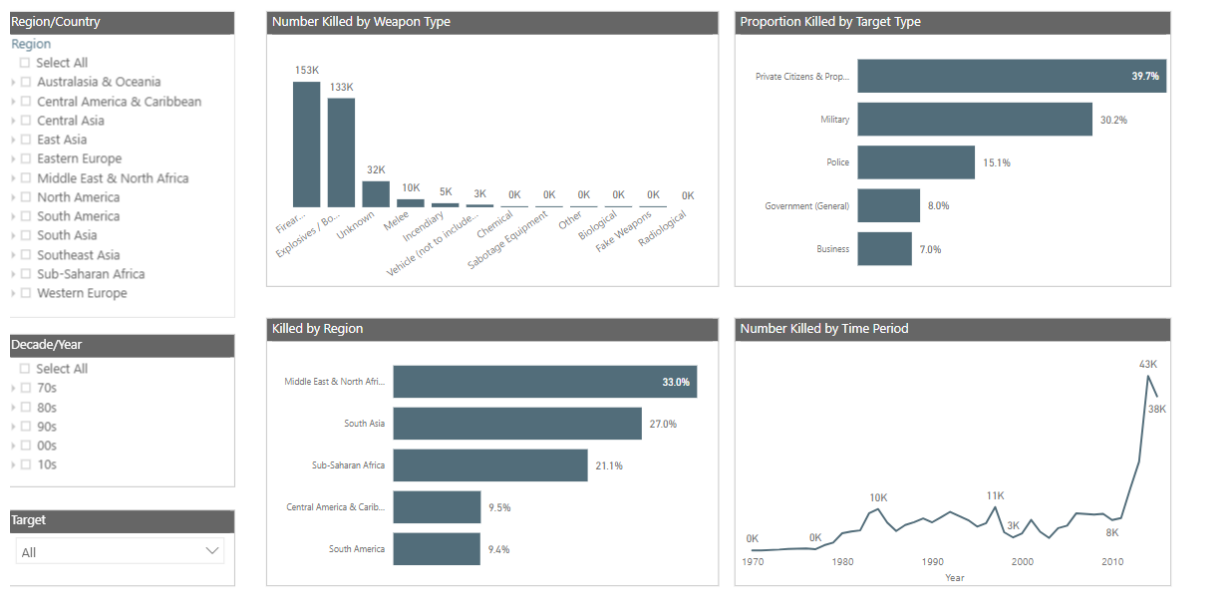 Region/Country
Region
Select All
Australasia & Oceania
Central America & Caribbean
Central Asia
East Asia
Eastern Europe
Middle East & North Africa
North America
South America
South Asia
Southeast Asia
Sub-Saharan Africa
Western Europe
Decade/Year
Select All
70s
80s
90s
00s
10s
Target
All
Number Killed by Weapon Type
153K
133K
32K
10K
5K
3K
0K
0K
0K
0K
0K
0K
Firear...
Explosives / Bo...
Unknown
Melee
Incendiary
Vehicle (not to include...
Chemical
Sabotage Equipment
Other
Biological
Fake Weapons
Radiological
Proportion Killed by Target Type
Private Citizens & Prop... 39.7%
Military 30.2%
Police 15.1%
Government (General) 8.0%
Business 7.0%
Killed by Region
Middle East & North Afri... 33.0%
South Asia 27.0%
Sub-Saharan Africa 21.1%
Central America & Carib... 9.5%
South America 9.4%
Number Killed by Time Period
43K
38K
10K
11K
3K
8K
0K
0K
1970 1980 1990 2000 2010
Year